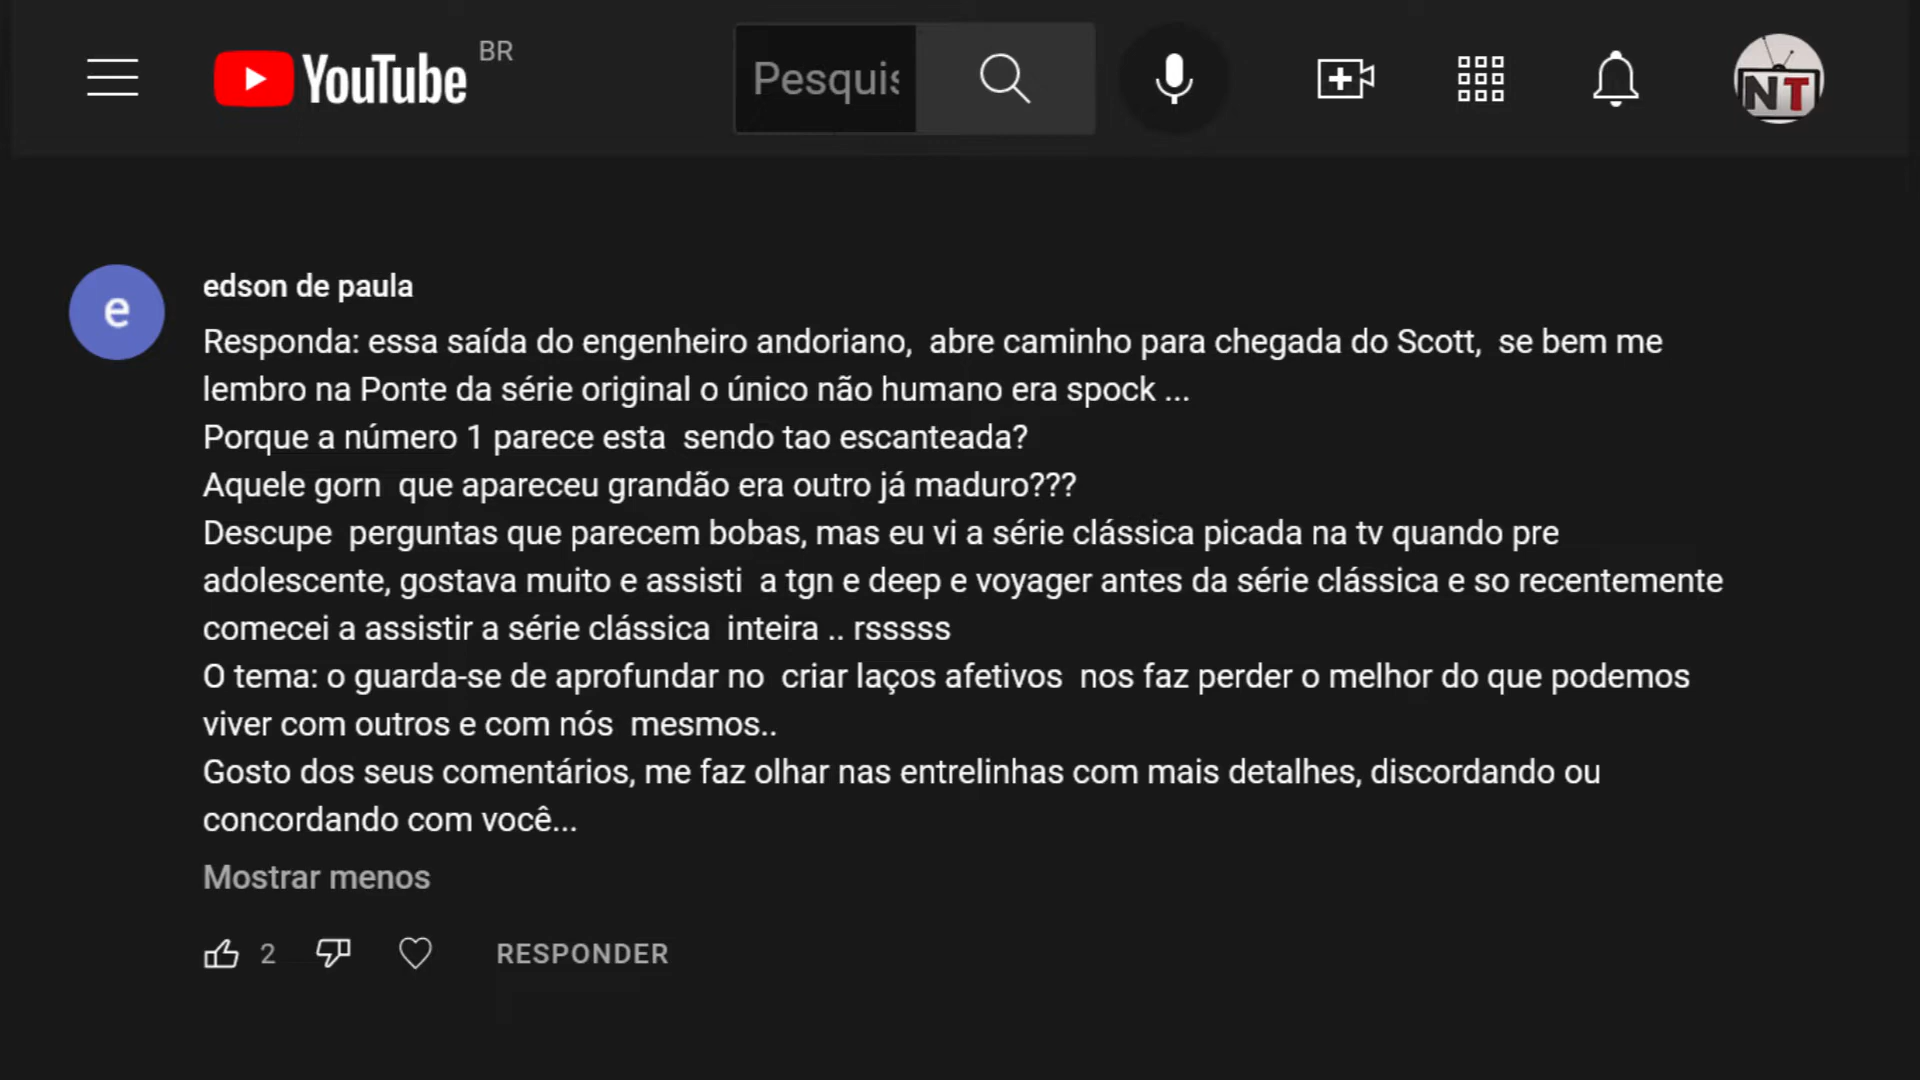 YouTube BR
Pesquis
NT
e
edson de paula
Responda: essa saída do engenheiro andoriano,  abre caminho para chegada do Scott,  se bem me
lembro na Ponte da série original o único não humano era spock ...
Porque a número 1 parece esta  sendo tao escanteada?
Aquele gorn  que apareceu grandão era outro já maduro???
Descupe  perguntas que parecem bobas, mas eu vi a série clássica picada na tv quando pre
adolescente, gostava muito e assisti  a tgn e deep e voyager antes da série clássica e so recentemente
comecei a assistir a série clássica  inteira .. rsssss
O tema: o guarda-se de aprofundar no  criar laços afetivos  nos faz perder o melhor do que podemos
viver com outros e com nós  mesmos..
Gosto dos seus comentários, me faz olhar nas entrelinhas com mais detalhes, discordando ou
concordando com você...
Mostrar menos
2 RESPONDER